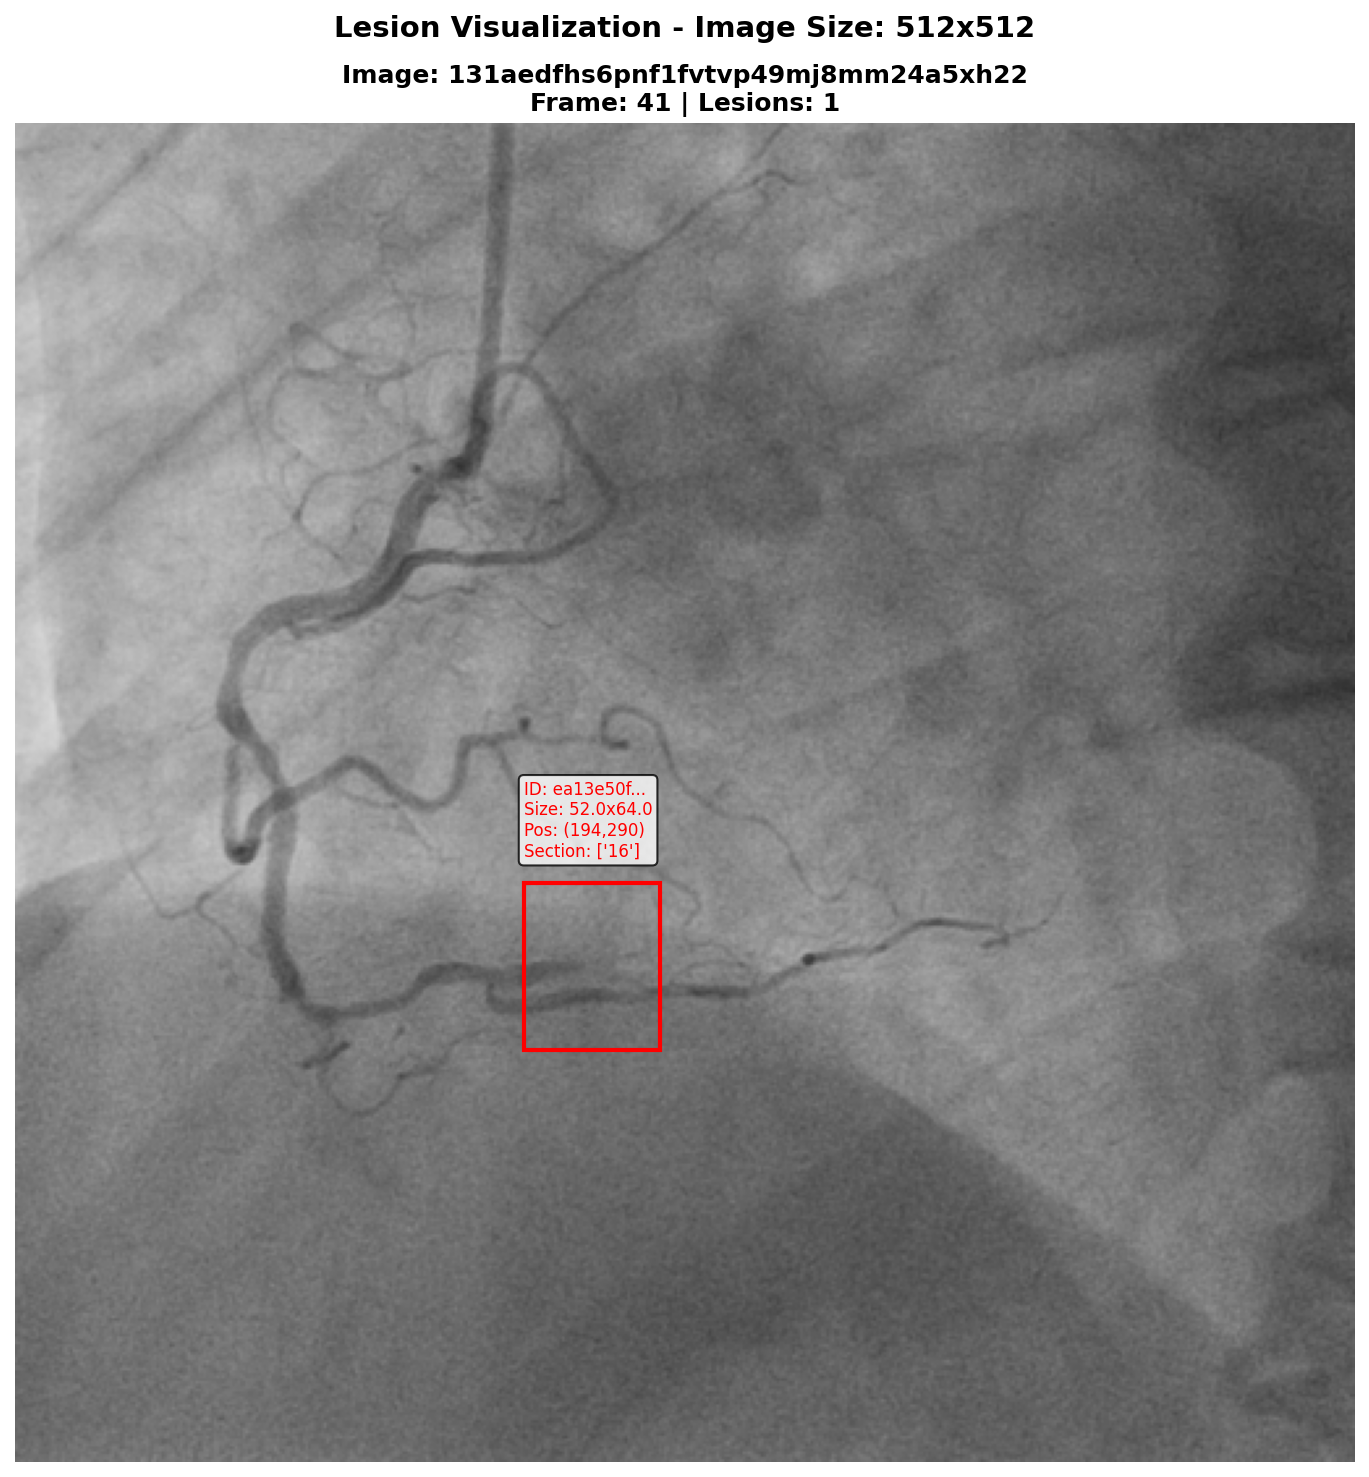 Lesion Visualization - Image Size: 512x512
Image: 131aedfhs6pnf1fvtvp49mj8mm24a5xh22
Frame: 41 | Lesions: 1
ID: ea13e50f...
Size: 52.0x64.0
Pos: (194,290)
Section: ['16']